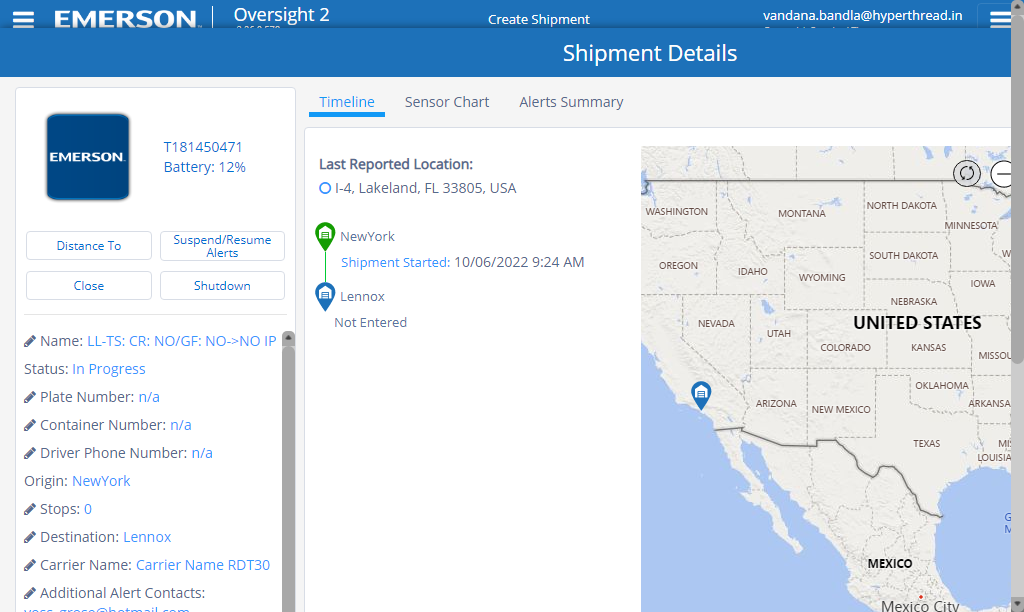 EMERSON
Oversight 2
Create Shipment
vandana.bandla@hyperthread.in
Shipment Details
EMERSON
T181450471
Battery: 12%
Distance To
Suspend/Resume
Alerts
Close
Shutdown
Name: LL-TS: CR: NO/GF: NO->NO IP
Status: In Progress
Plate Number: n/a
Container Number: n/a
Driver Phone Number: n/a
Origin: NewYork
Stops: 0
Destination: Lennox
Carrier Name: Carrier Name RDT30
Additional Alert Contacts:
Timeline
Sensor Chart
Alerts Summary
Last Reported Location:
I-4, Lakeland, FL 33805, USA
NewYork
Shipment Started: 10/06/2022 9:24 AM
Lennox
Not Entered
WASHINGTON
MONTANA
NORTH DAKOTA
MINNESOTA
OREGON
IDAHO
SOUTH DAKOTA
WYOMING
IOWA
NEBRASKA
UNITED STATES
NEVADA
UTAH
COLORADO
KANSAS
MISSOU
OKLAHOMA
ARIZONA
NEW MEXICO
ARKANSA
TEXAS
LOUISIA
MEXICO
Mexico City